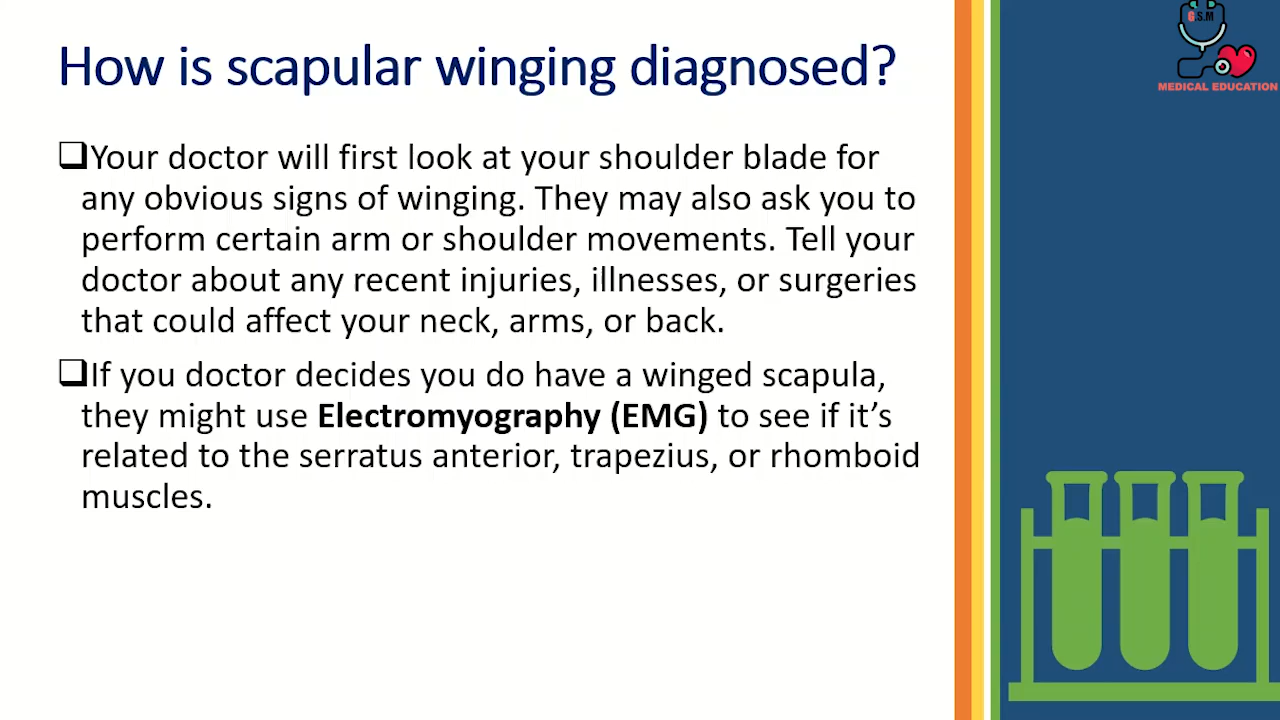 How is scapular winging diagnosed?
G.S.M
MEDICAL EDUCATION
Your doctor will first look at your shoulder blade for
any obvious signs of winging. They may also ask you to
perform certain arm or shoulder movements. Tell your
doctor about any recent injuries, illnesses, or surgeries
that could affect your neck, arms, or back.
If you doctor decides you do have a winged scapula,
they might use Electromyography (EMG) to see if it’s
related to the serratus anterior, trapezius, or rhomboid
muscles.